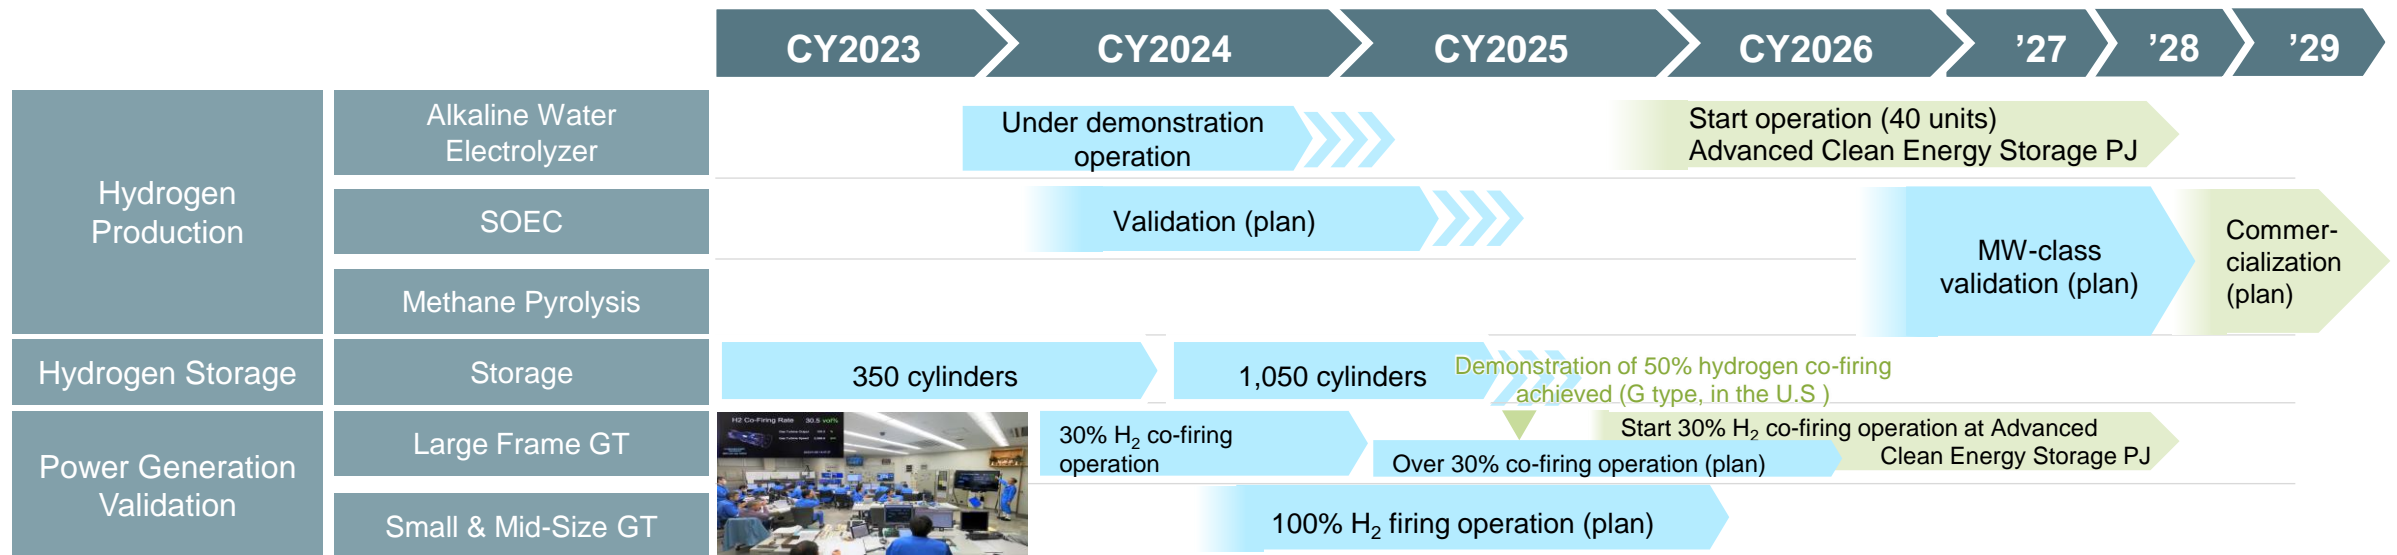 CY2023
CY2024
CY2025
CY2026
’27
’28
’29
Hydrogen
Production
Alkaline Water
Electrolyzer
Under demonstration
operation
Start operation (40 units)
Advanced Clean Energy Storage PJ
SOEC
Validation (plan)
Methane Pyrolysis
MW-class
validation (plan)
Commer-
cialization
(plan)
Hydrogen Storage
Storage
350 cylinders
1,050 cylinders
Demonstration of 50% hydrogen co-firing
achieved (G type, in the U.S )
Power Generation
Validation
Large Frame GT
H2 Co-Firing Rate 30.5 vol%
30% H₂ co-firing
operation
Over 30% co-firing operation (plan)
Start 30% H₂ co-firing operation at Advanced
Clean Energy Storage PJ
Small & Mid-Size GT
100% H₂ firing operation (plan)